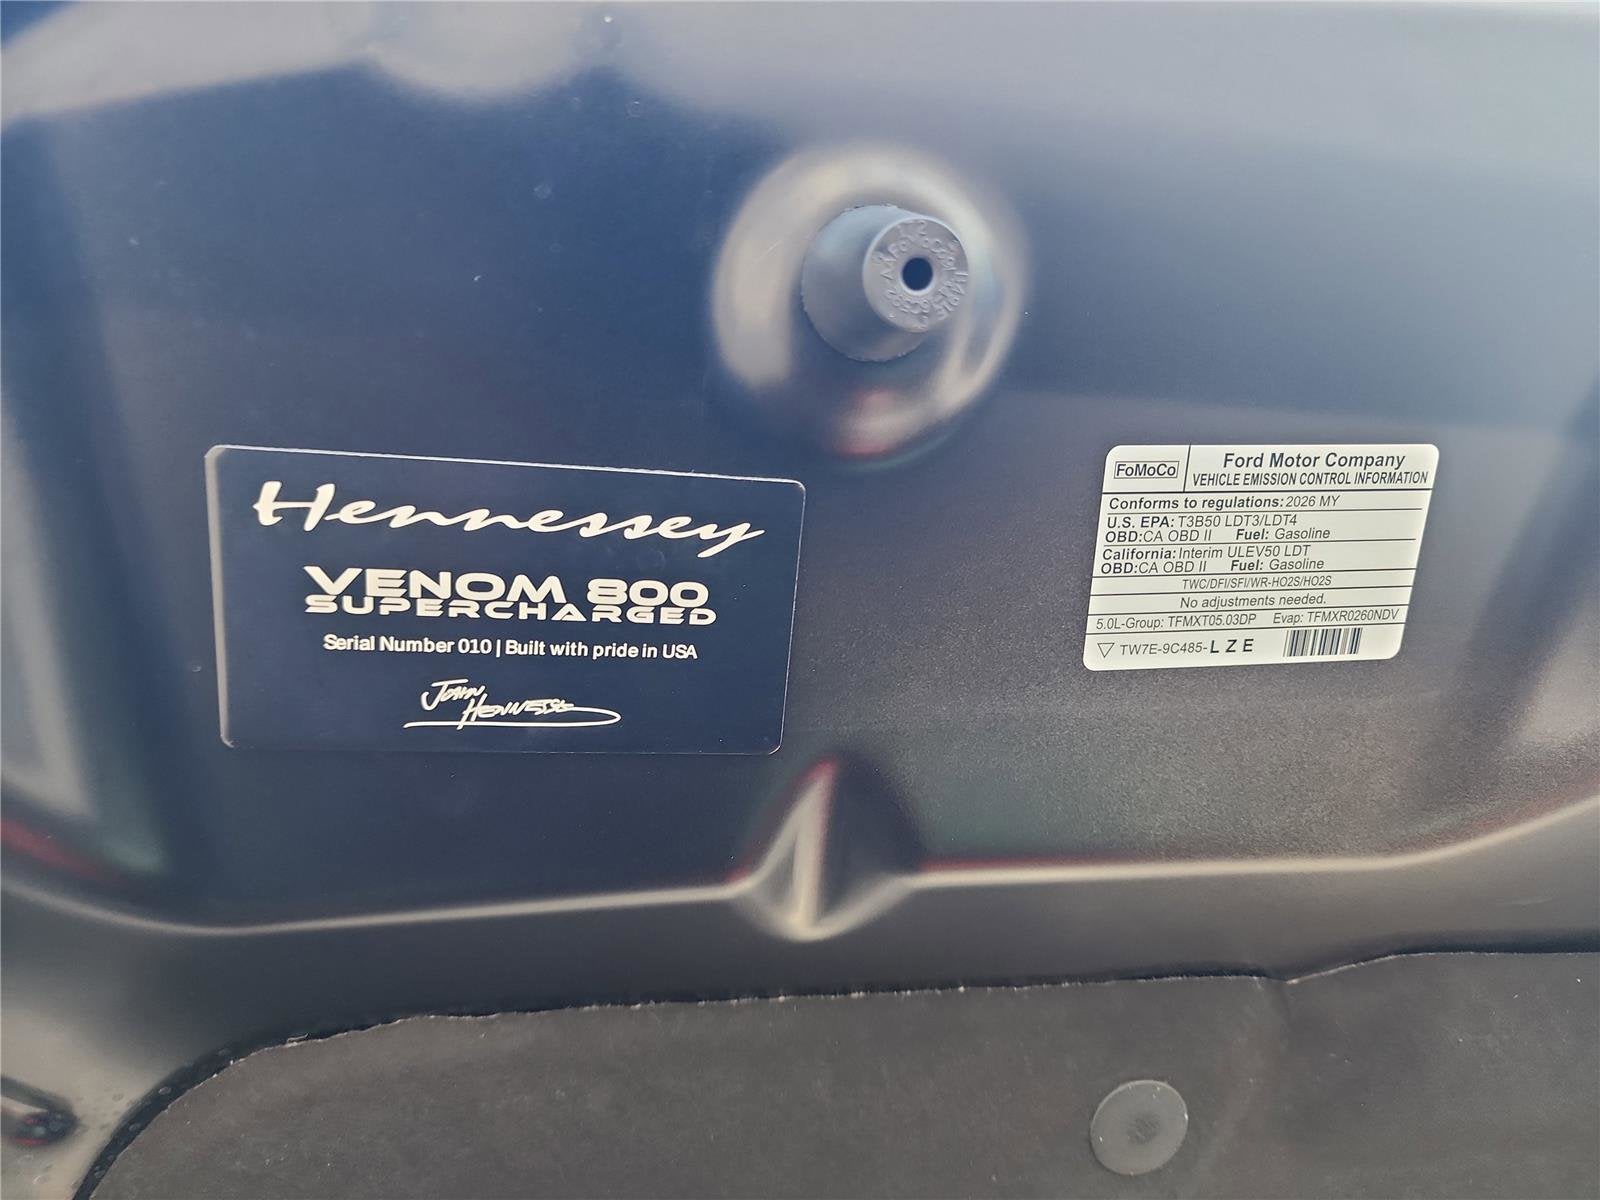 Hennessey
VENOM 800
SUPERCHARGED
Serial Number 010 | Built with pride in USA
JOHN
HENNESSEY
FoMoCo
Ford Motor Company
VEHICLE EMISSION CONTROL INFORMATION
Conforms to regulations: 2026 MY
U.S. EPA: T3B50 LDT3/LDT4
OBD:CA OBD II Fuel: Gasoline
California: Interim ULEV50 LDT
OBD:CA OBD II Fuel: Gasoline
TWC/DFI/SFI/WR-HO2S/HO2S
No adjustments needed.
5.0L-Group: TFMXT05.03DP Evap: TFMXR0260NDV
TW7E-9C485-LZE